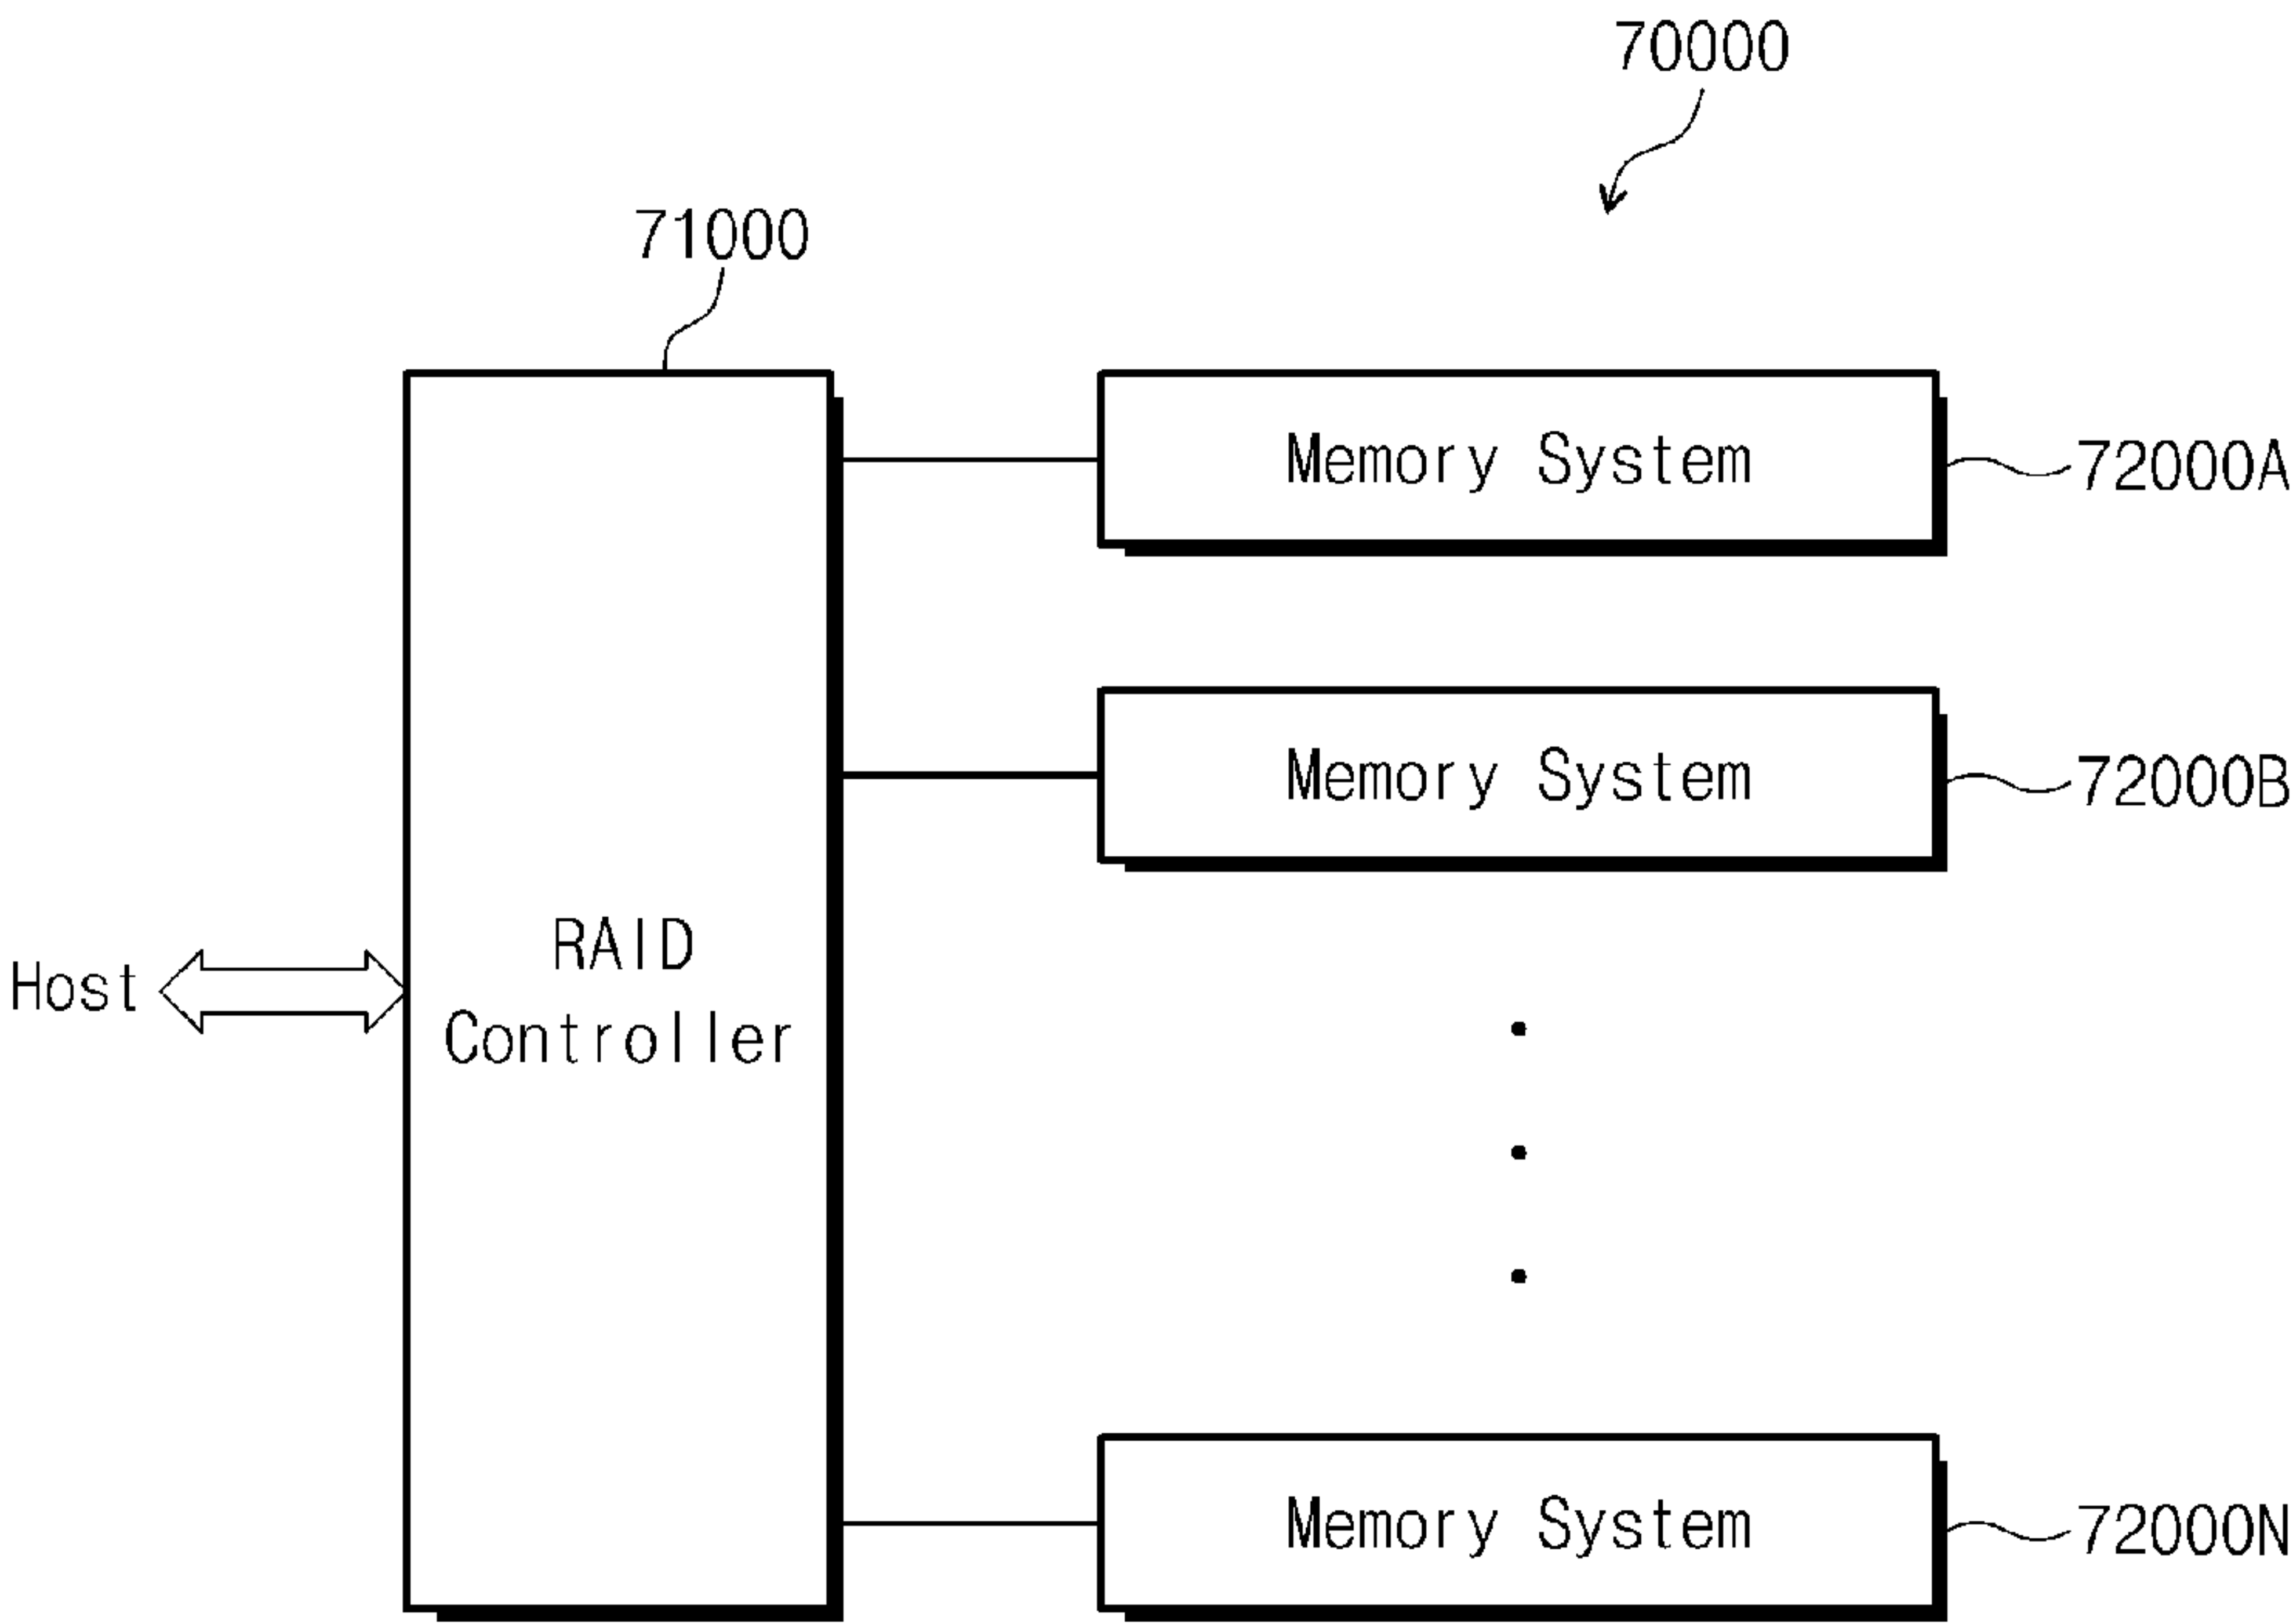 70000
71000
Memory System
72000A
Memory System
72000B
RAID
Controller
Host
Memory System
72000N